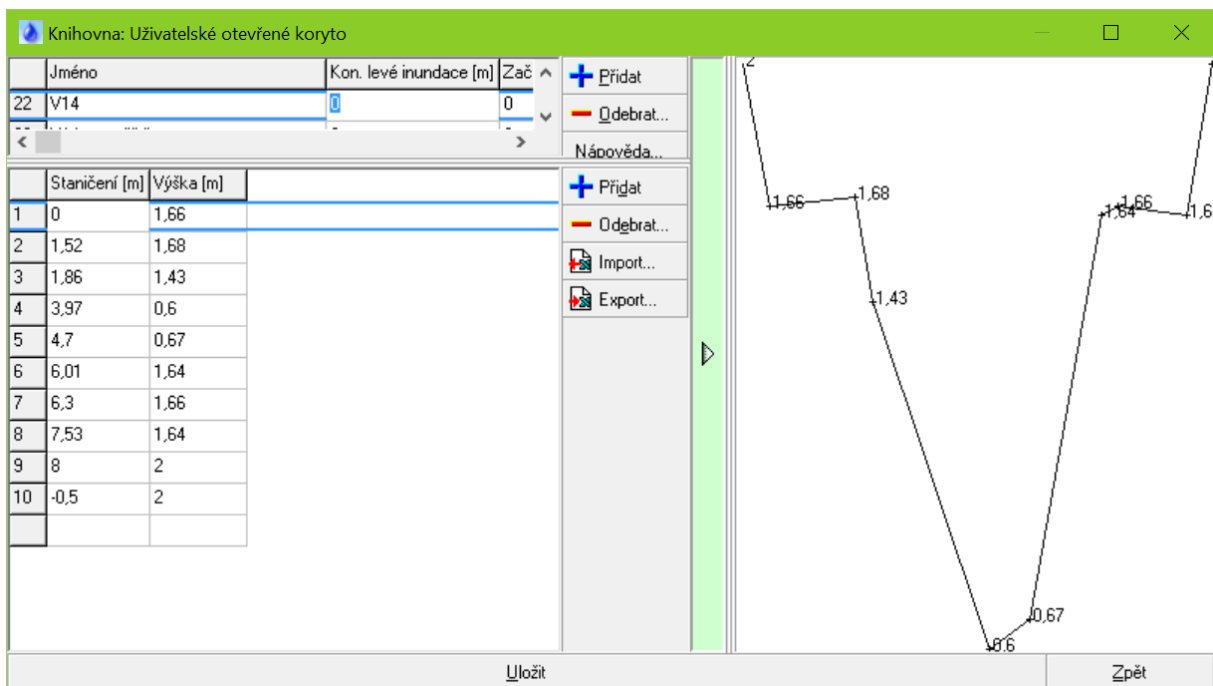 Knihovna: Uživatelské otevřené koryto
Jméno Kon. levé inundace [m] Zač
22 V14 0 0
Přidat
Odebrat...
Nápověda...
Staničení [m] Výška [m]
1 0 1,66
2 1,52 1,68
3 1,86 1,43
4 3,97 0,6
5 4,7 0,67
6 6,01 1,64
7 6,3 1,66
8 7,53 1,64
9 8 2
10 -0,5 2
Přidat
Odebrat...
Import...
Export...
2
1,66
1,68
1,43
0,6
0,67
1,64
1,66
1,6
Uložit
Zpět